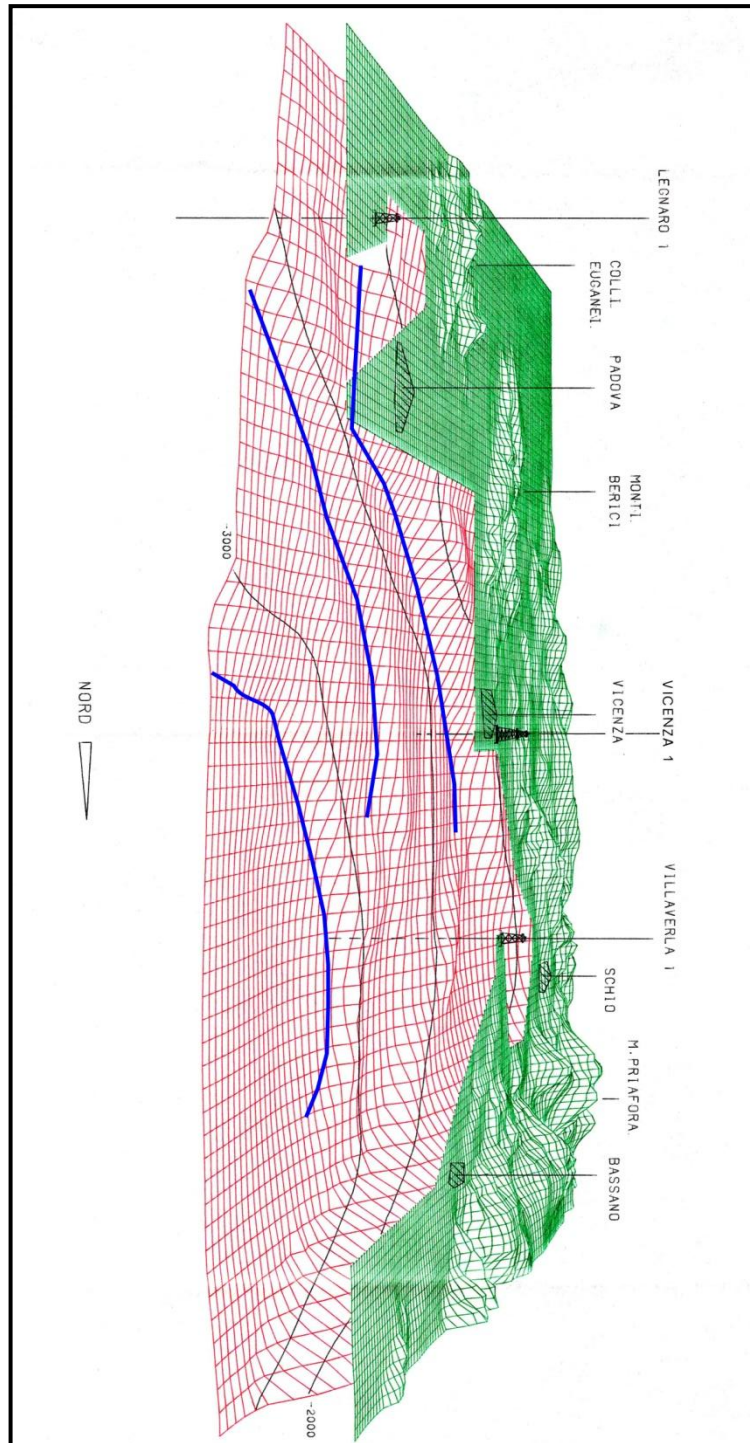 LEGNARO 1
COLLI
EUGANEI.
PADOVA
MONTI.
BERICI
VICENZA
VICENZA 1
VILLAVERLA 1
SCHIO
M. PRIAFORA.
BASSANO
-3000
-2000
NORD